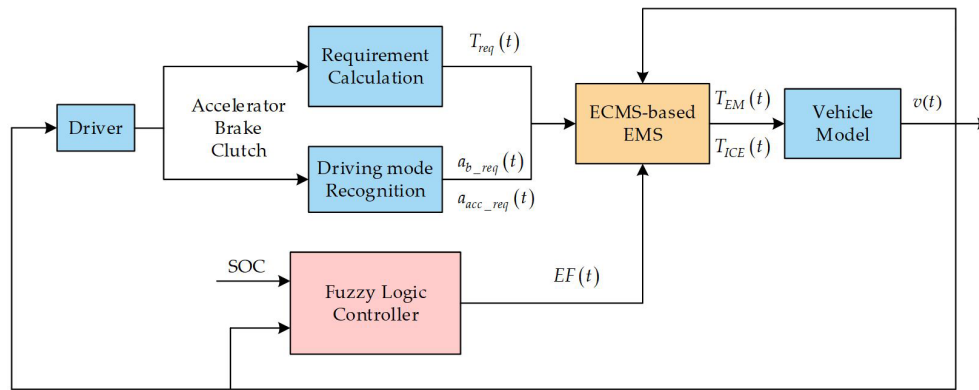 Driver
Accelerator
Brake
Clutch
Requirement
Calculation
T_req(t)
Driving mode
Recognition
a_b_req(t)
a_acc_req(t)
ECMS-based
EMS
T_EM(t)
T_ICE(t)
Vehicle
Model
v(t)
SOC
Fuzzy Logic
Controller
EF(t)